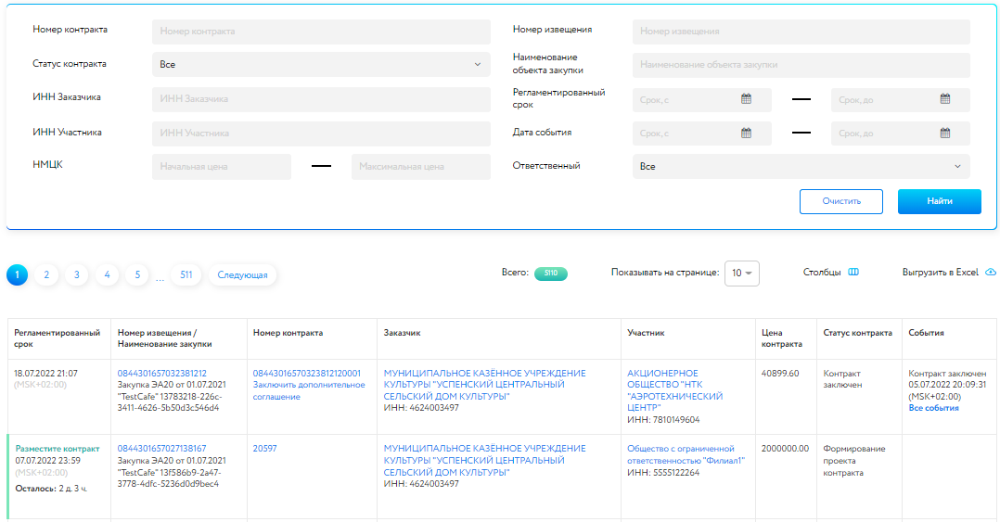 Номер контракта
Номер контракта
Номер извещения
Номер извещения
Статус контракта
Все
Наименование
объекта закупки
Наименование объекта закупки
ИНН Заказчика
ИНН Заказчика
Регламентированный
срок
Срок, с
Срок, до
ИНН Участника
ИНН Участника
Дата события
Срок, с
Срок, до
НМЦК
Начальная цена
Максимальная цена
Ответственный
Все
Очистить
Найти
1 2 3 4 5 ... 511 Следующая
Всего: 5110
Показывать на странице: 10
Столбцы
Выгрузить в Excel
Регламентированный
срок
Номер извещения /
Наименование закупки
Номер контракта
Заказчик
Участник
Цена
контракта
Статус контракта
События
18.07.2022 21:07
(MSK+02:00)
0844301657032381212
Закупка ЭА20 от 01.07.2021
"TestCafe" 13783218-226c-
3411-4626-5b50d3c546d4
08443016570323812120001
Заключить дополнительное
соглашение
МУНИЦИПАЛЬНОЕ КАЗЁННОЕ УЧРЕЖДЕНИЕ
КУЛЬТУРЫ "УСПЕНСКИЙ ЦЕНТРАЛЬНЫЙ
СЕЛЬСКИЙ ДОМ КУЛЬТУРЫ"
ИНН: 4624003497
АКЦИОНЕРНОЕ
ОБЩЕСТВО "НТК
"АЭРОТЕХНИЧЕСКИЙ
ЦЕНТР"
ИНН: 7810149604
40899.60
Контракт
заключен
Контракт заключен
05.07.2022 20:09:31
(MSK+02:00)
Все события
Разместите контракт
07.07.2022 23:59
(MSK+02:00)
Осталось: 2 д. 3 ч.
0844301657027138167
Закупка ЭА20 от 01.07.2021
"TestCafe" 13f586b9-2a47-
3778-4dfc-5236d0d9bec4
20597
МУНИЦИПАЛЬНОЕ КАЗЁННОЕ УЧРЕЖДЕНИЕ
КУЛЬТУРЫ "УСПЕНСКИЙ ЦЕНТРАЛЬНЫЙ
СЕЛЬСКИЙ ДОМ КУЛЬТУРЫ"
ИНН: 4624003497
Общество с ограниченной
ответственностью "Филиал1"
ИНН: 5555122264
2000000.00
Формирование
проекта
контракта